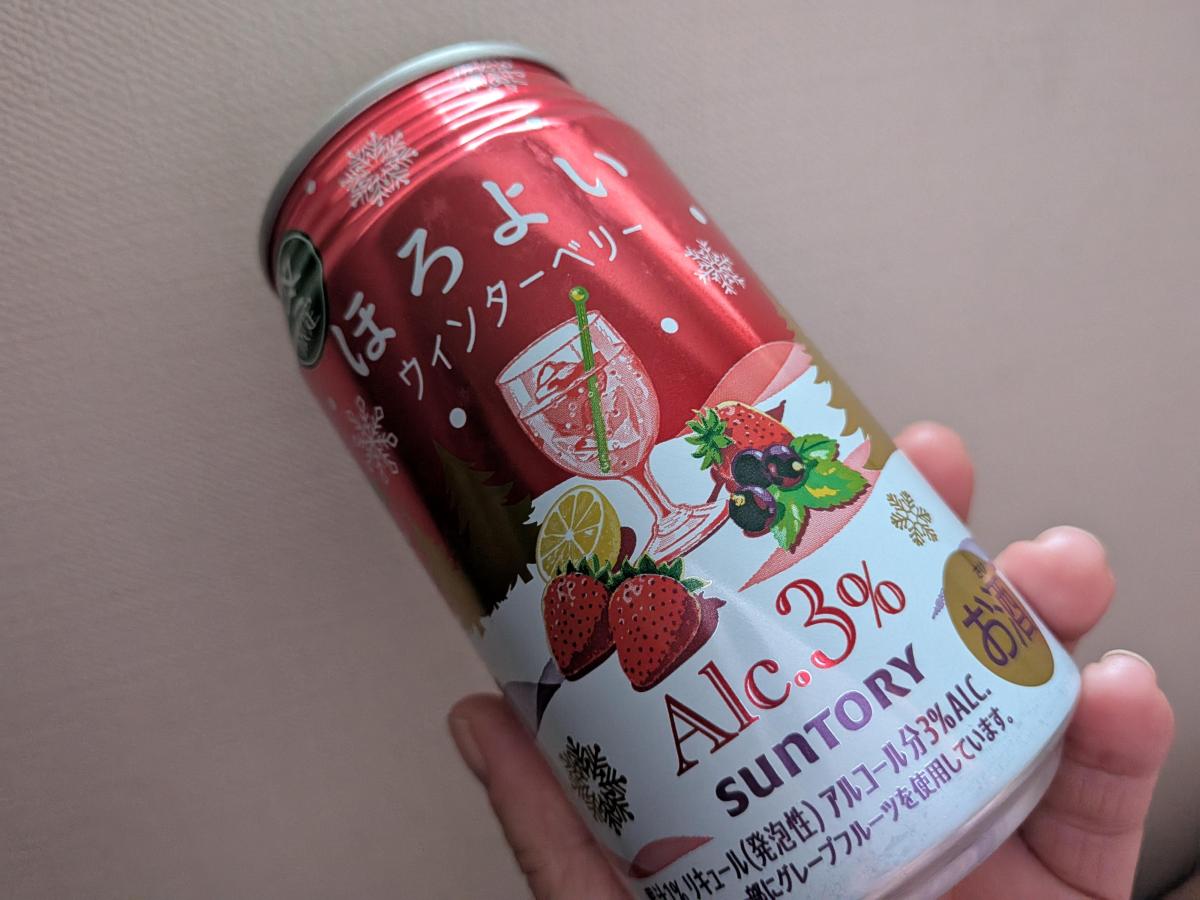 ほろよい
ウィンターベリー
Alc.3%
SUNTORY
お酒
リキュール(発泡性) アルコール分3%ALC.
一部にグレープフルーツを使用しています。